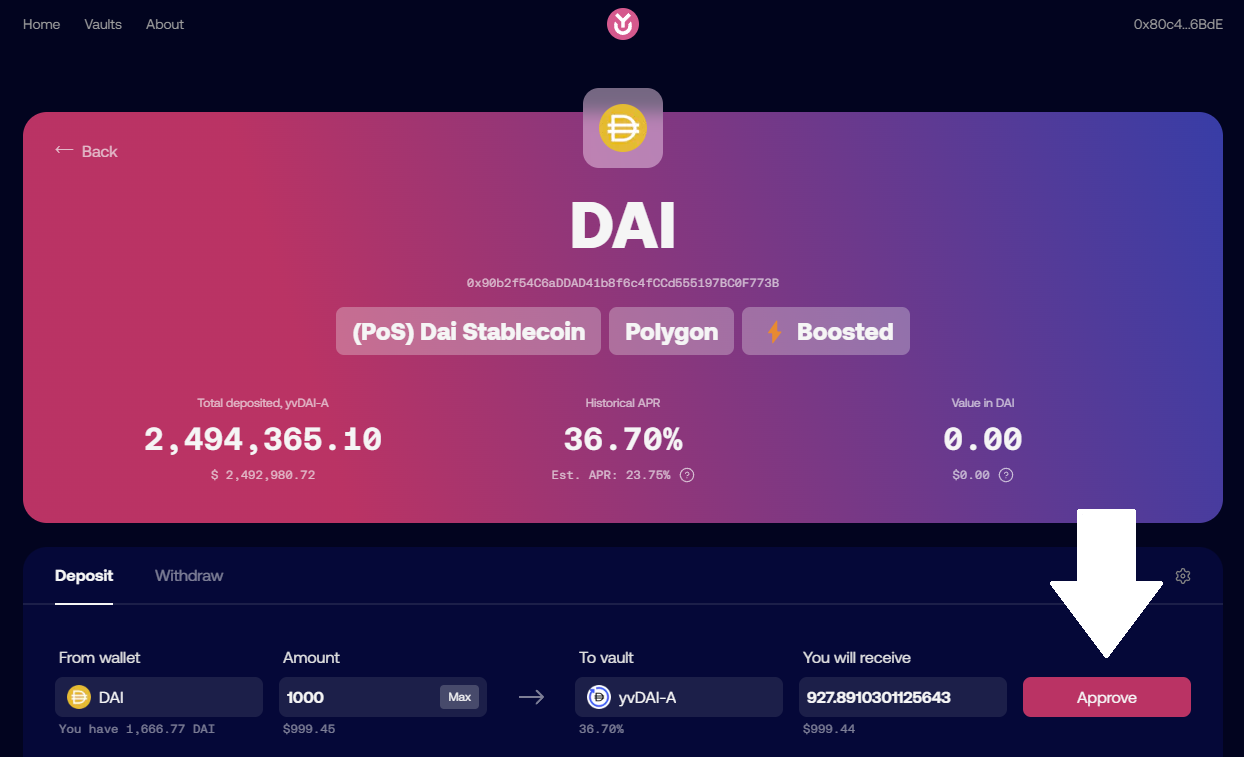 Home Vaults About 0x80c4...6BdE
← Back
DAI
0x90b2f54C6aDDAD41b8f6c4fCCd555197BC0F773B
(PoS) Dai Stablecoin Polygon Boosted
Total deposited, yvDAI-A Historical APR Value in DAI
2,494,365.10 36.70% 0.00
$ 2,492,980.72 Est. APR: 23.75% ? $0.00 ?
Deposit Withdraw
From wallet Amount To vault You will receive
DAI 1000 Max → yvDAI-A 927.8910301125643 Approve
You have 1,666.77 DAI $999.45 36.70% $999.44